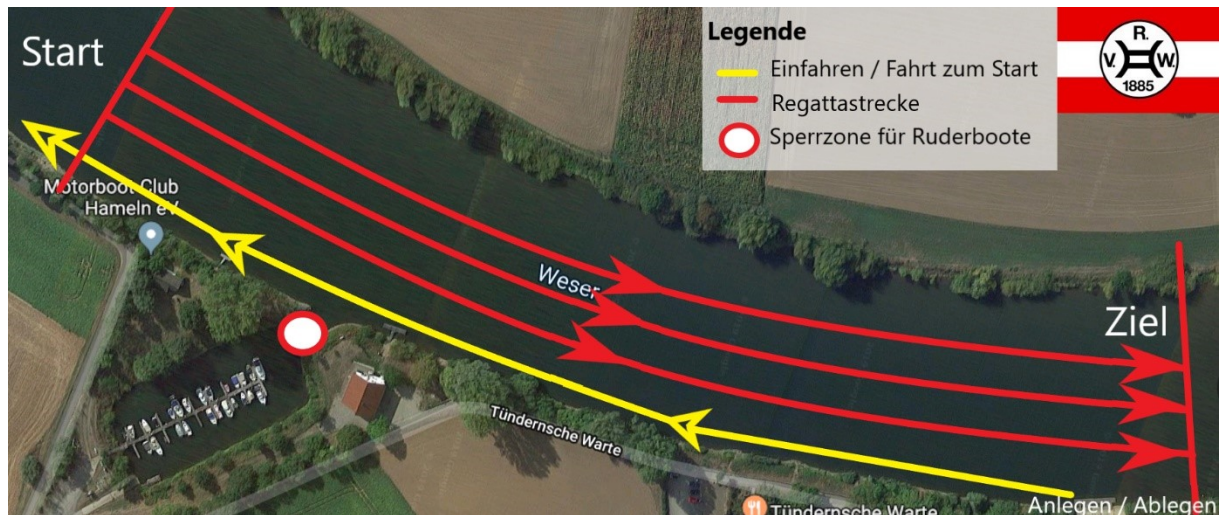 Start
Legende
Einfahren / Fahrt zum Start
Regattastrecke
Sperrzone für Ruderboote
R.
V. W.
1885
Motorboot Club
Hameln eV
Weser
Ziel
Tündernsche Warte
Anlegen / Ablegen
Tündernsche Warte